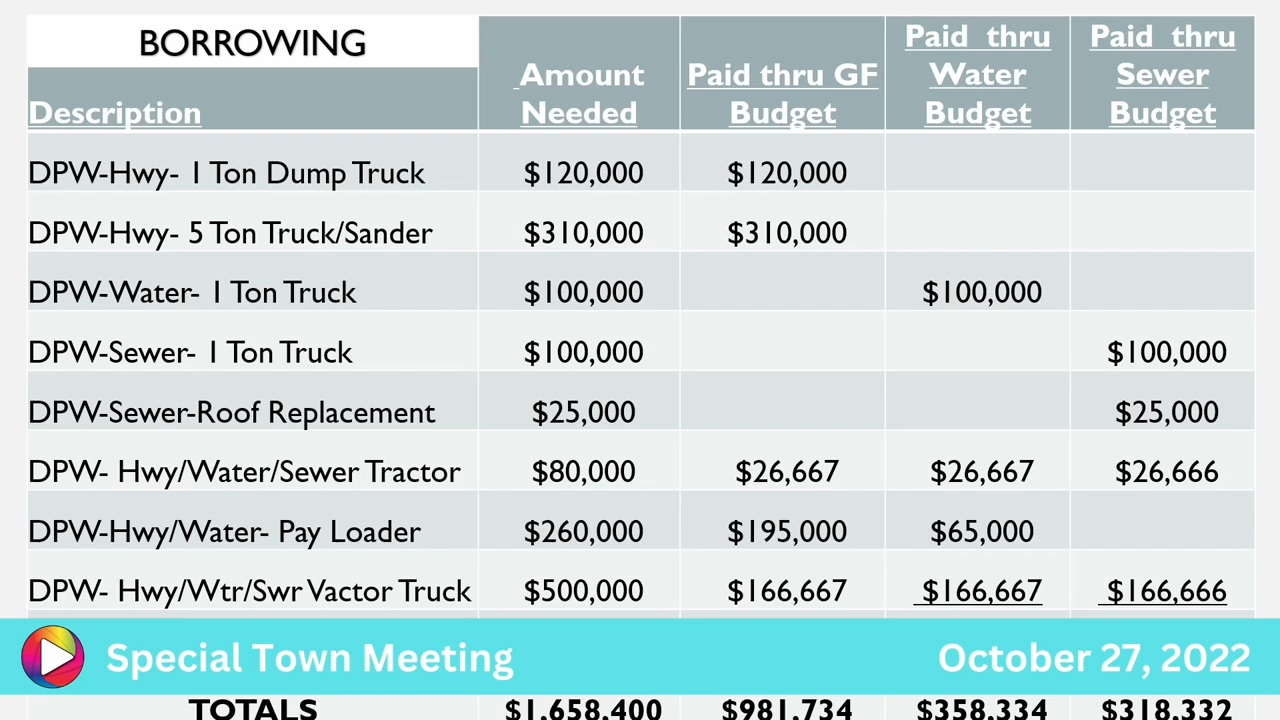 BORROWING
Description
Amount Needed
Paid thru GF Budget
Paid thru Water Budget
Paid thru Sewer Budget
DPW-Hwy- 1 Ton Dump Truck $120,000 $120,000
DPW-Hwy- 5 Ton Truck/Sander $310,000 $310,000
DPW-Water- 1 Ton Truck $100,000 $100,000
DPW-Sewer- 1 Ton Truck $100,000 $100,000
DPW-Sewer-Roof Replacement $25,000 $25,000
DPW- Hwy/Water/Sewer Tractor $80,000 $26,667 $26,667 $26,666
DPW-Hwy/Water- Pay Loader $260,000 $195,000 $65,000
DPW- Hwy/Wtr/Swr Vactor Truck $500,000 $166,667 $166,667 $166,666
Special Town Meeting October 27, 2022
TOTALS $1,658,400 $981,734 $358,334 $318,332